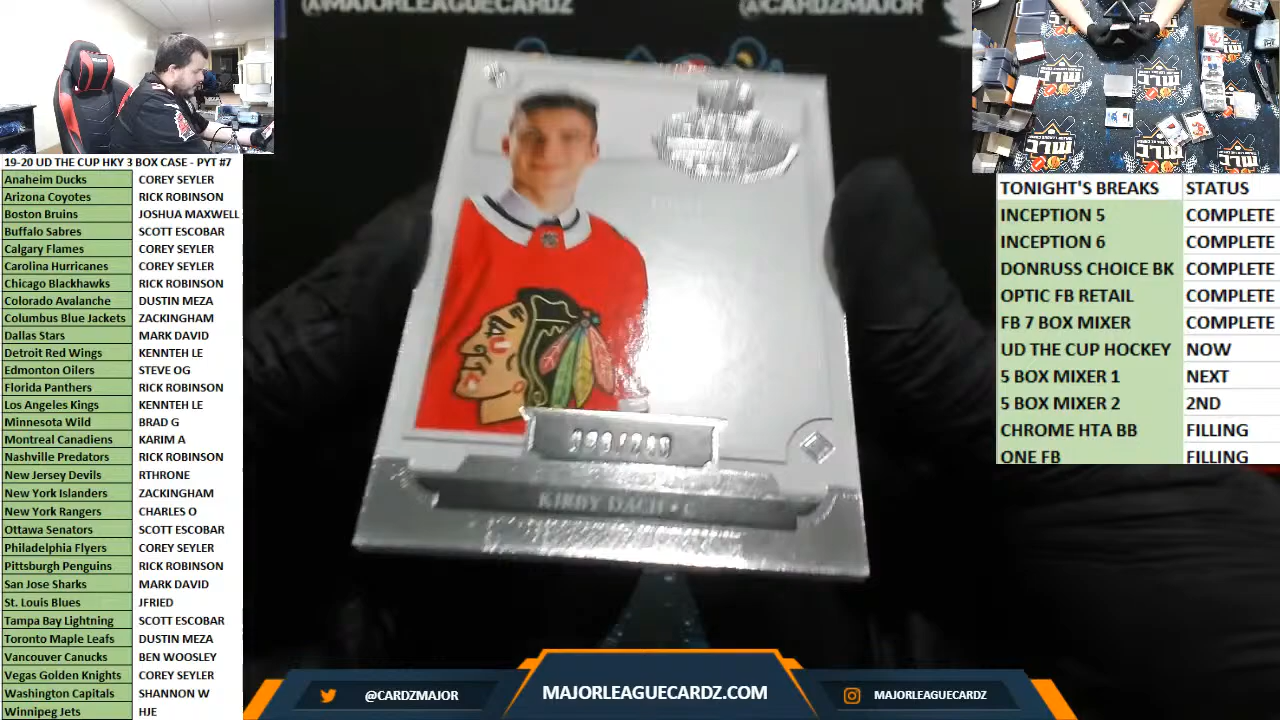 @MAJORLEAGUECARDZ @CARDZMAJOR
19-20 UD THE CUP HKY 3 BOX CASE - PYT #7
Anaheim Ducks COREY SEYLER
Arizona Coyotes RICK ROBINSON
Boston Bruins JOSHUA MAXWELL
Buffalo Sabres SCOTT ESCOBAR
Calgary Flames COREY SEYLER
Carolina Hurricanes COREY SEYLER
Chicago Blackhawks RICK ROBINSON
Colorado Avalanche DUSTIN MEZA
Columbus Blue Jackets ZACKINGHAM
Dallas Stars MARK DAVID
Detroit Red Wings KENNTEH LE
Edmonton Oilers STEVE OG
Florida Panthers RICK ROBINSON
Los Angeles Kings KENNTEH LE
Minnesota Wild BRAD G
Montreal Canadiens KARIM A
Nashville Predators RICK ROBINSON
New Jersey Devils RTHRONE
New York Islanders ZACKINGHAM
New York Rangers CHARLES O
Ottawa Senators SCOTT ESCOBAR
Philadelphia Flyers COREY SEYLER
Pittsburgh Penguins RICK ROBINSON
San Jose Sharks MARK DAVID
St. Louis Blues JFRIED
Tampa Bay Lightning SCOTT ESCOBAR
Toronto Maple Leafs DUSTIN MEZA
Vancouver Canucks BEN WOOSLEY
Vegas Golden Knights COREY SEYLER
Washington Capitals SHANNON W
Winnipeg Jets HJE
KIRBY DACH • C
TONIGHT'S BREAKS STATUS
INCEPTION 5 COMPLETE
INCEPTION 6 COMPLETE
DONRUSS CHOICE BK COMPLETE
OPTIC FB RETAIL COMPLETE
FB 7 BOX MIXER COMPLETE
UD THE CUP HOCKEY NOW
5 BOX MIXER 1 NEXT
5 BOX MIXER 2 2ND
CHROME HTA BB FILLING
ONE FB FILLING
@CARDZMAJOR
MAJORLEAGUECARDZ.COM
MAJORLEAGUECARDZ